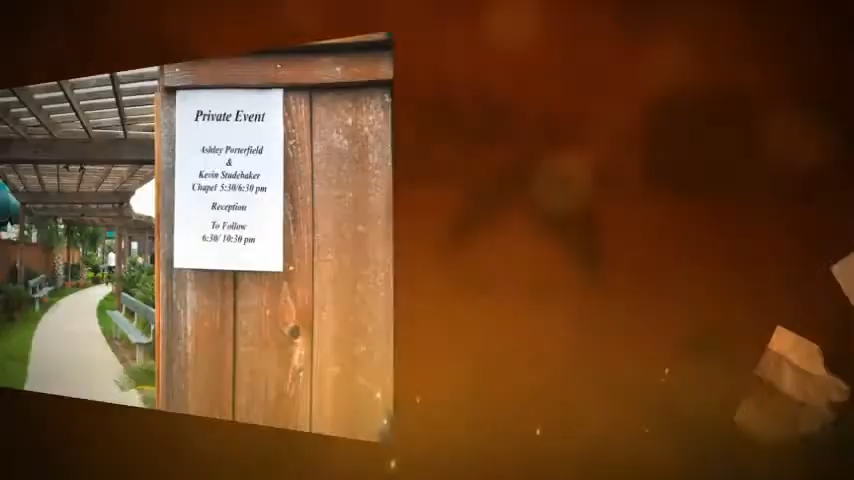 Private Event
Ashley Porterfield
&
Kevin Studebaker
Chapel 5:30/6:30 pm
Reception
To Follow
6:30/ 10:30 pm